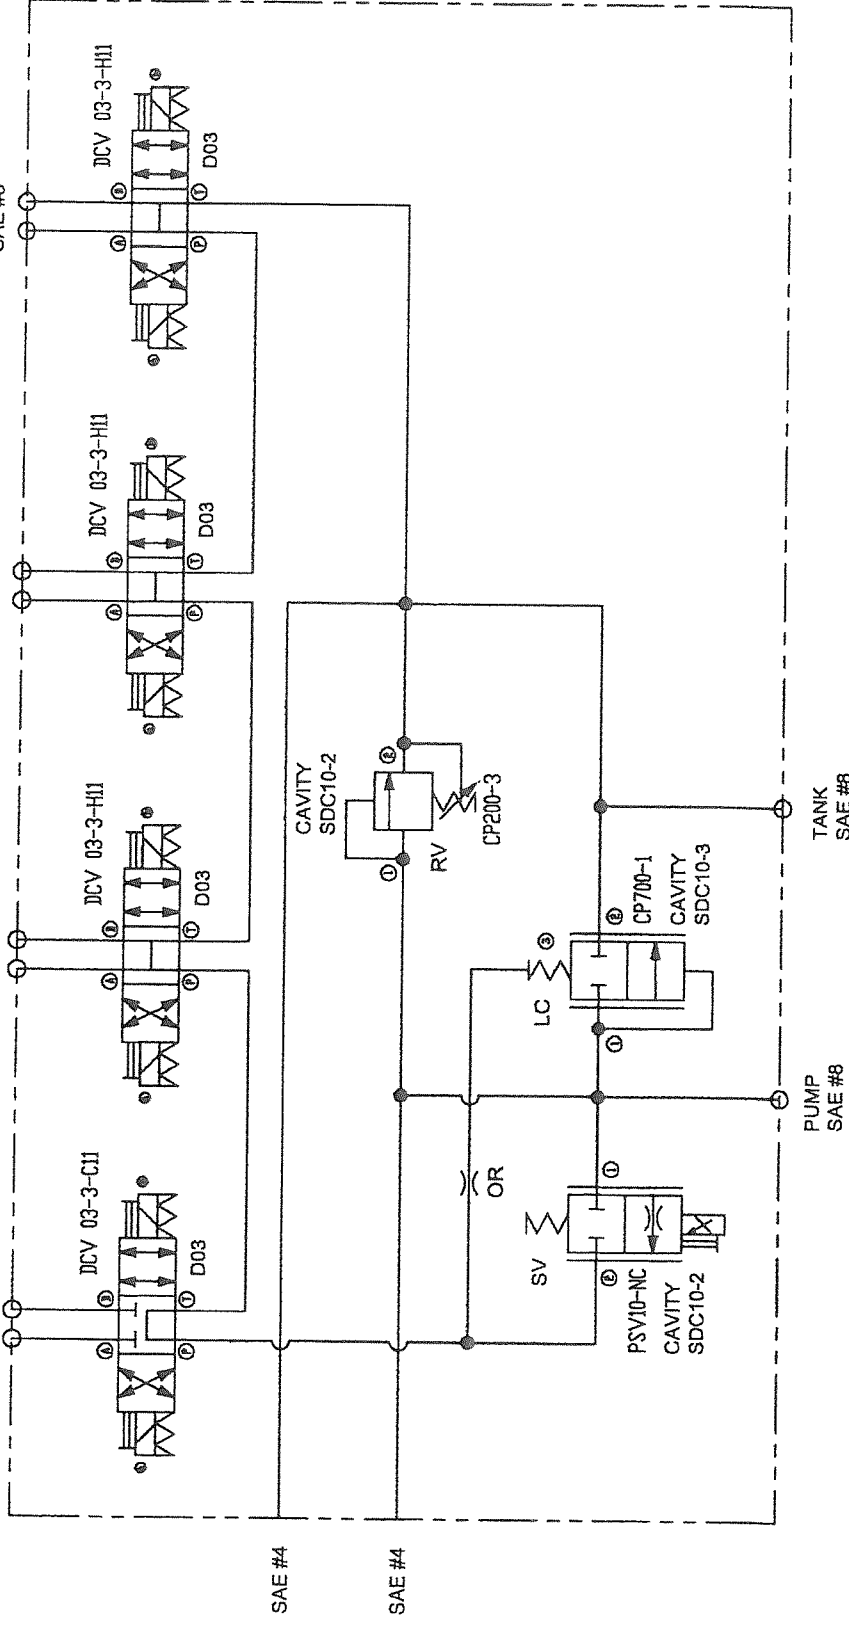 DCV 03-3-H11
D03
B
A
T
P
DCV 03-3-H11
D03
B
A
T
P
DCV 03-3-H11
D03
B
A
T
P
DCV 03-3-C11
D03
B
A
T
P
CAVITY
SDC10-2
2
1
RV
CP200-3
LC
3
2
1
CP700-1
CAVITY
SDC10-3
OR
SV
1
2
PSV10-NC
CAVITY
SDC10-2
TANK
SAE #8
PUMP
SAE #8
SAE #4
SAE #4